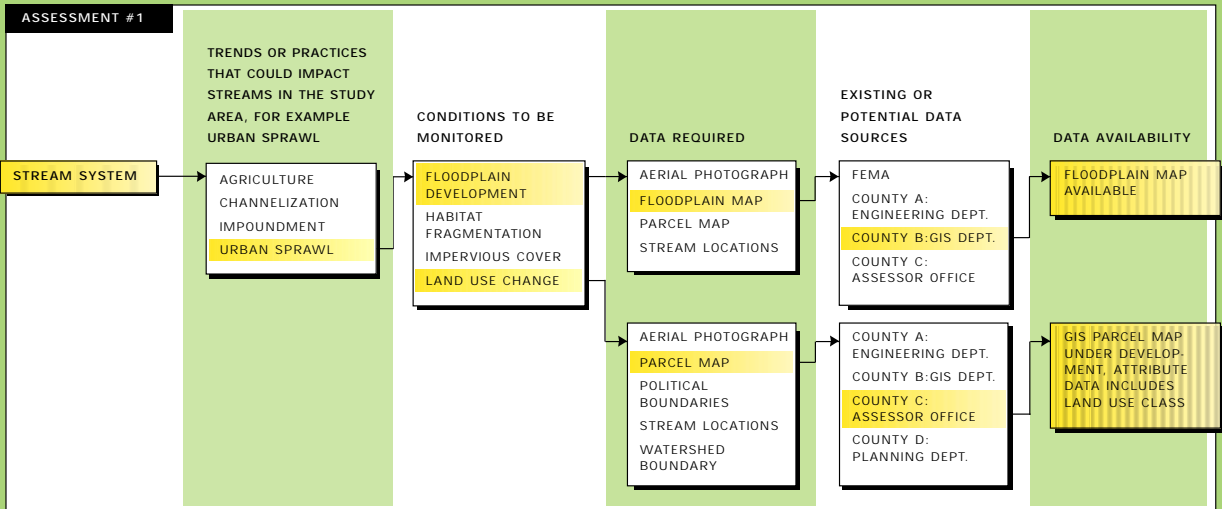 ASSESSMENT #1
TRENDS OR PRACTICES
THAT COULD IMPACT
STREAMS IN THE STUDY
AREA, FOR EXAMPLE
URBAN SPRAWL
CONDITIONS TO BE
MONITORED
DATA REQUIRED
EXISTING OR
POTENTIAL DATA
SOURCES
DATA AVAILABILITY
STREAM SYSTEM
AGRICULTURE
CHANNELIZATION
IMPOUNDMENT
URBAN SPRAWL
FLOODPLAIN
DEVELOPMENT
HABITAT
FRAGMENTATION
IMPERVIOUS COVER
LAND USE CHANGE
AERIAL PHOTOGRAPH
FLOODPLAIN MAP
PARCEL MAP
STREAM LOCATIONS
FEMA
COUNTY A:
ENGINEERING DEPT.
COUNTY B:GIS DEPT.
COUNTY C:
ASSESSOR OFFICE
FLOODPLAIN MAP
AVAILABLE
AERIAL PHOTOGRAPH
PARCEL MAP
POLITICAL
BOUNDARIES
STREAM LOCATIONS
WATERSHED
BOUNDARY
COUNTY A:
ENGINEERING DEPT.
COUNTY B:GIS DEPT.
COUNTY C:
ASSESSOR OFFICE
COUNTY D:
PLANNING DEPT.
GIS PARCEL MAP
UNDER DEVELOP-
MENT, ATTRIBUTE
DATA INCLUDES
LAND USE CLASS